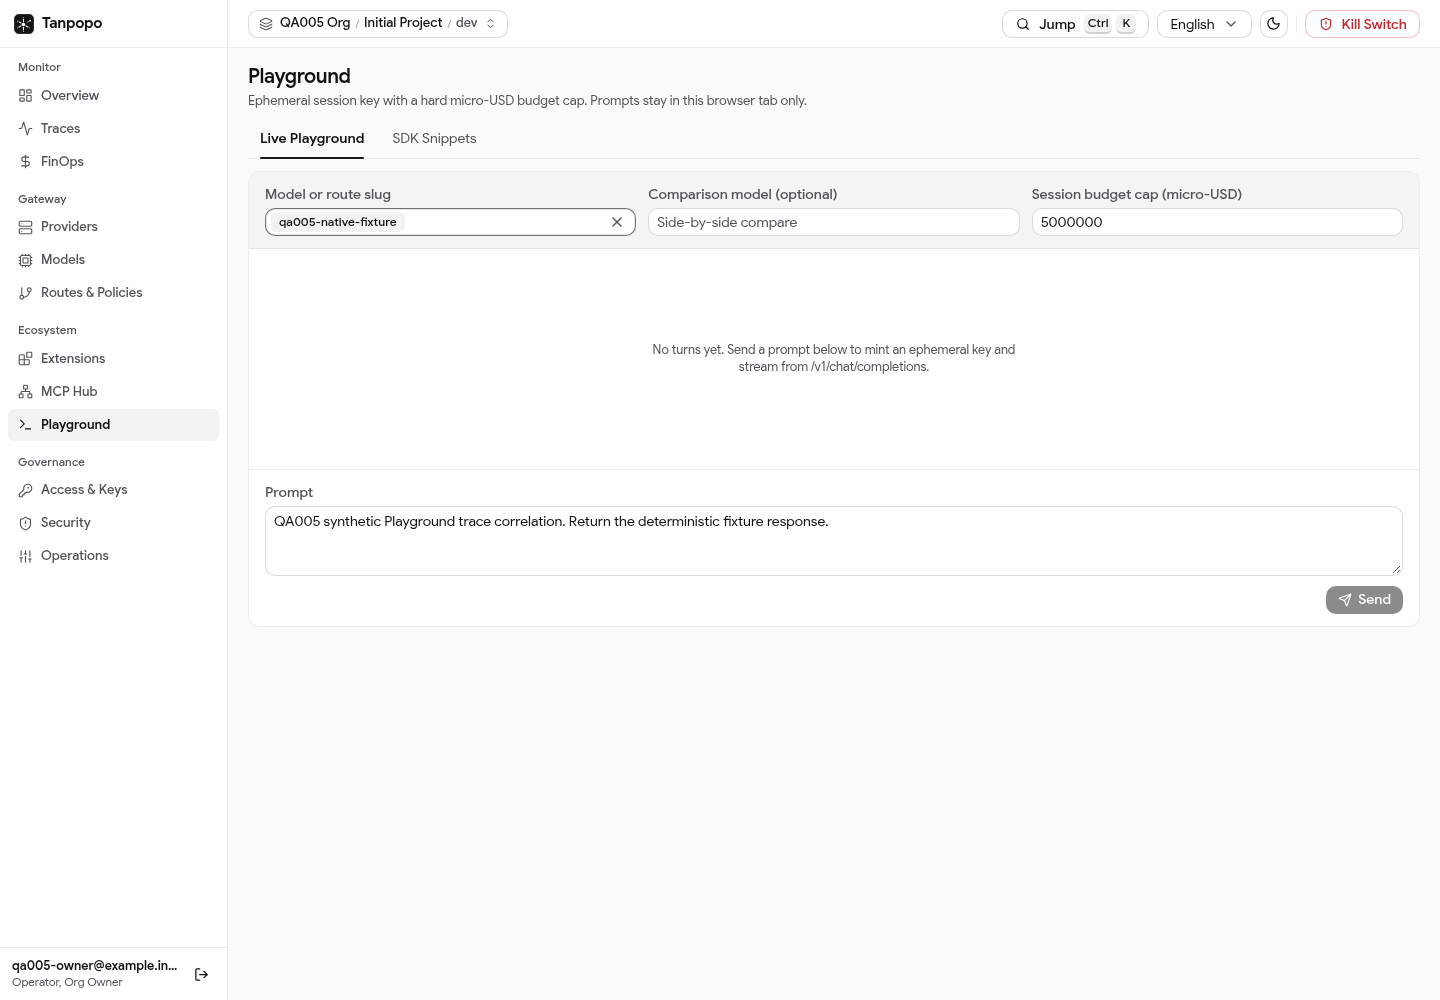 Tanpopo
QA005 Org / Initial Project / dev
Jump Ctrl K
English
Kill Switch
Monitor
Overview
Traces
FinOps
Gateway
Providers
Models
Routes & Policies
Ecosystem
Extensions
MCP Hub
Playground
Governance
Access & Keys
Security
Operations
qa005-owner@example.in...
Operator, Org Owner
Playground
Ephemeral session key with a hard micro-USD budget cap. Prompts stay in this browser tab only.
Live Playground
SDK Snippets
Model or route slug
qa005-native-fixture
Comparison model (optional)
Side-by-side compare
Session budget cap (micro-USD)
5000000
No turns yet. Send a prompt below to mint an ephemeral key and
stream from /v1/chat/completions.
Prompt
QA005 synthetic Playground trace correlation. Return the deterministic fixture response.
Send